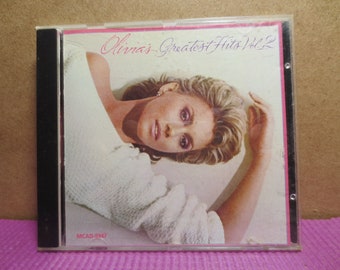 Olivia's Greatest Hits Vol. 2